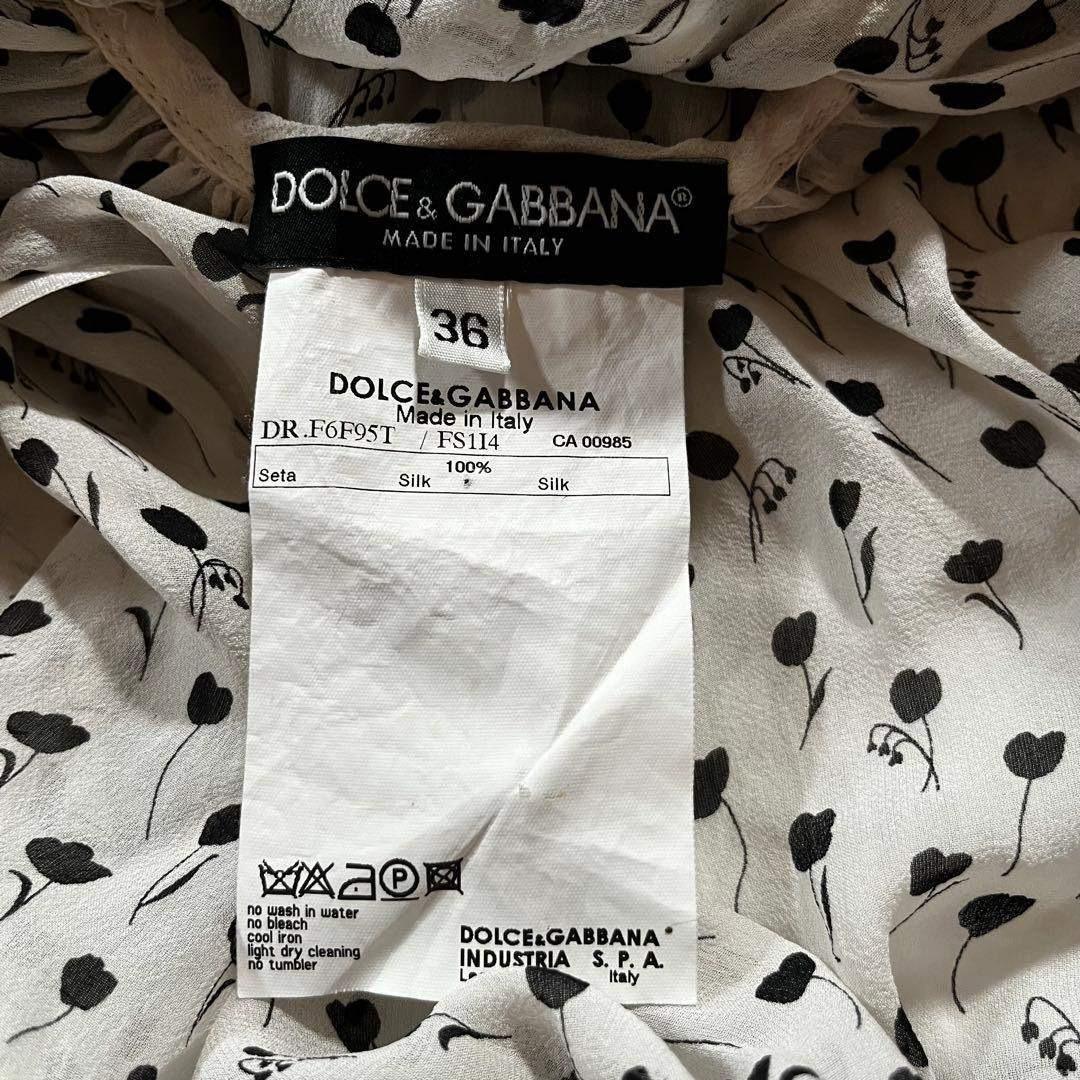 DOLCE & GABBANA®
MADE IN ITALY
36
DOLCE&GABBANA
Made in Italy
DR.F6F95T / FS1I4 CA 00985
100%
Seta Silk Silk
P
no wash in water
no bleach
cool iron
light dry cleaning
no tumbler
DOLCE&GABBANA
INDUSTRIA S. P. A.
Italy